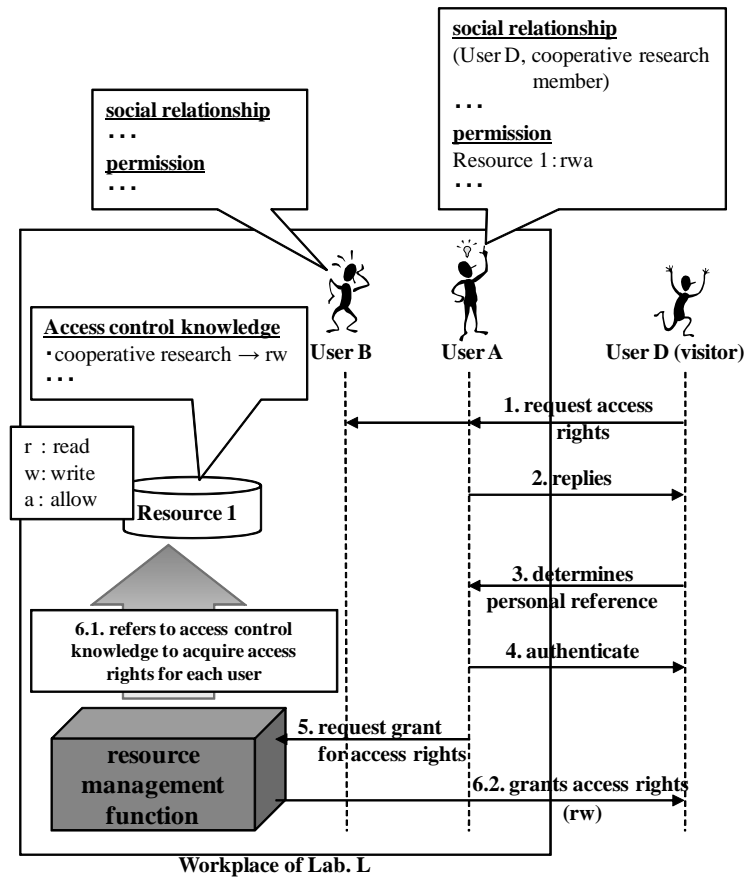 social relationship
(User D, cooperative research
member)
• • •
permission
Resource 1 : rwa
• • •
social relationship
• • •
permission
• • •
Access control knowledge
・cooperative research → rw
• • •
User B
User A
User D (visitor)
r : read
w: write
a : allow
Resource 1
1. request access
rights
2. replies
3. determines
personal reference
4. authenticate
5. request grant
for access rights
6.1. refers to access control
knowledge to acquire access
rights for each user
resource
management
function
6.2. grants access rights
(rw)
Workplace of Lab. L